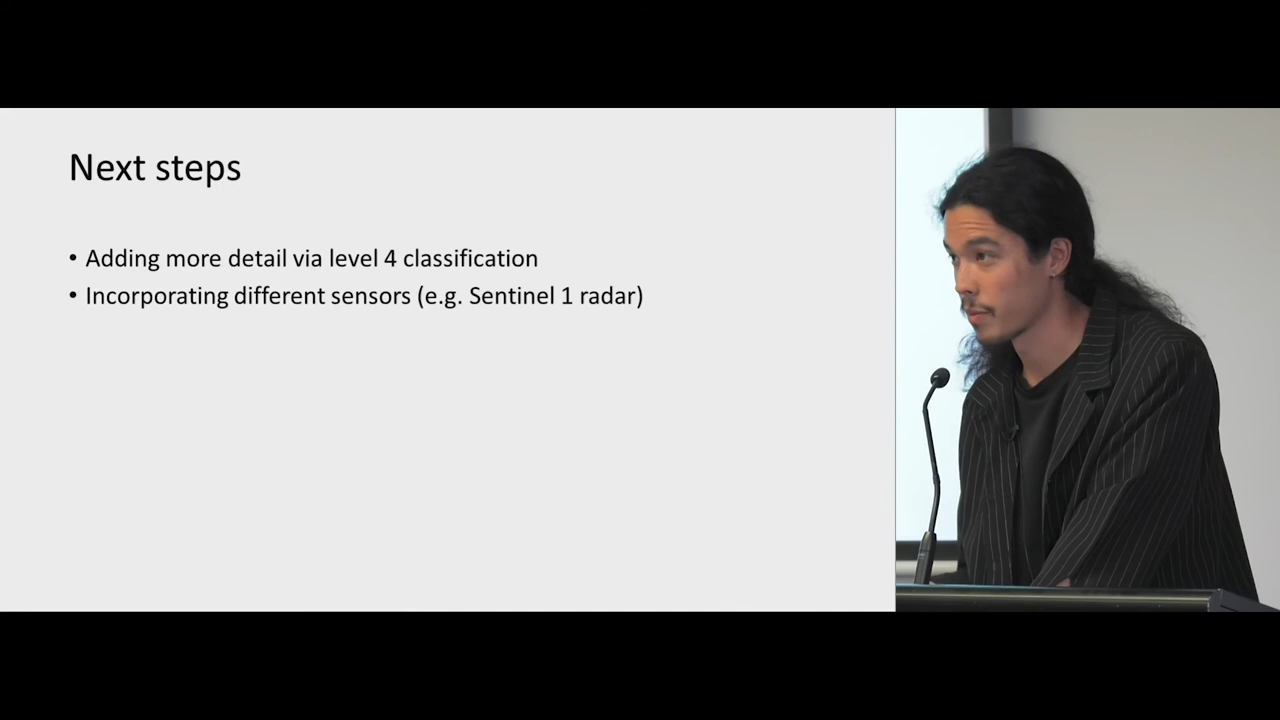 Next steps
• Adding more detail via level 4 classification
• Incorporating different sensors (e.g. Sentinel 1 radar)